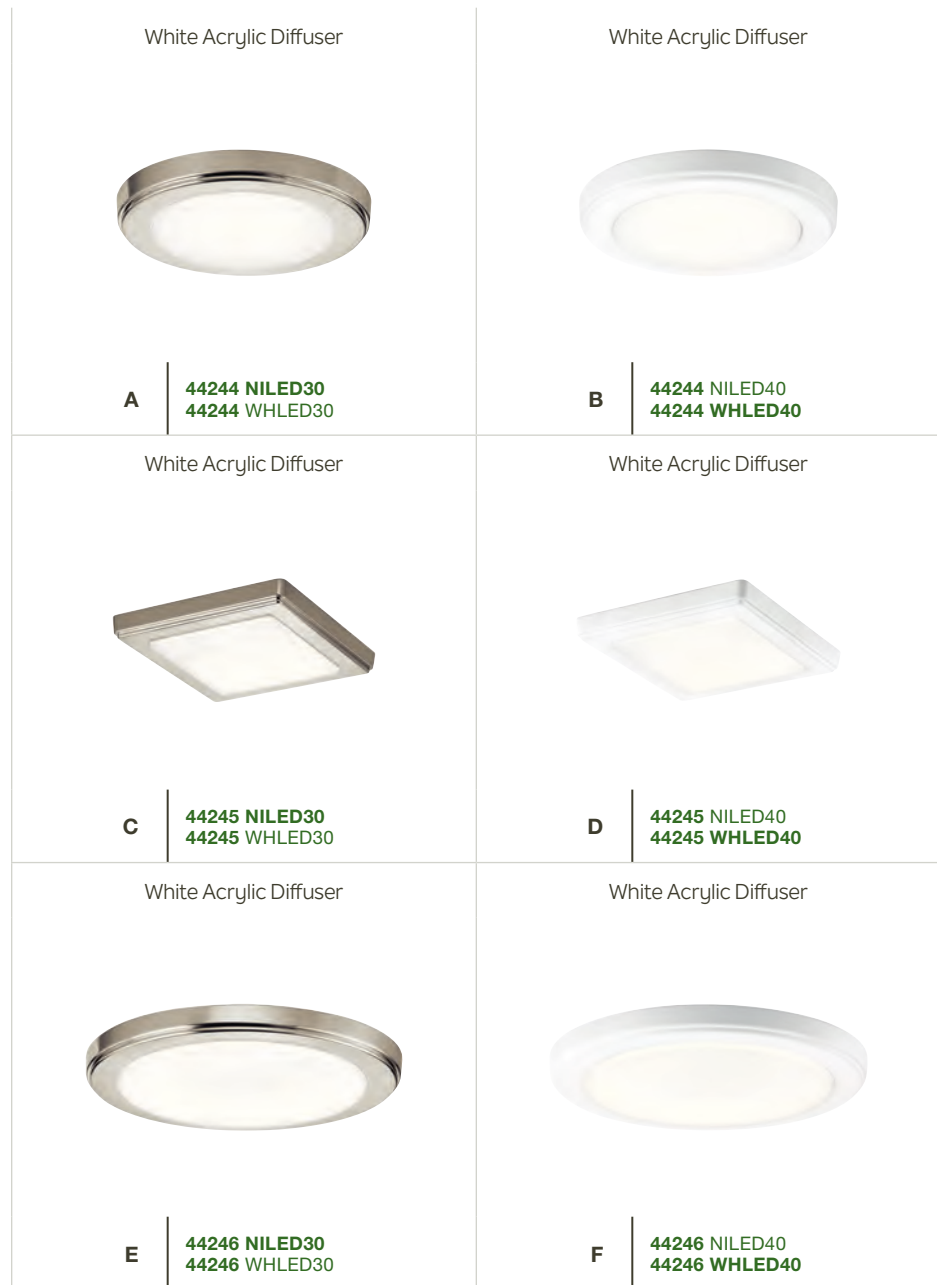 White Acrylic Diffuser
A
44244 NILED30
44244 WHLED30
White Acrylic Diffuser
B
44244 NILED40
44244 WHLED40
White Acrylic Diffuser
C
44245 NILED30
44245 WHLED30
White Acrylic Diffuser
D
44245 NILED40
44245 WHLED40
White Acrylic Diffuser
E
44246 NILED30
44246 WHLED30
White Acrylic Diffuser
F
44246 NILED40
44246 WHLED40